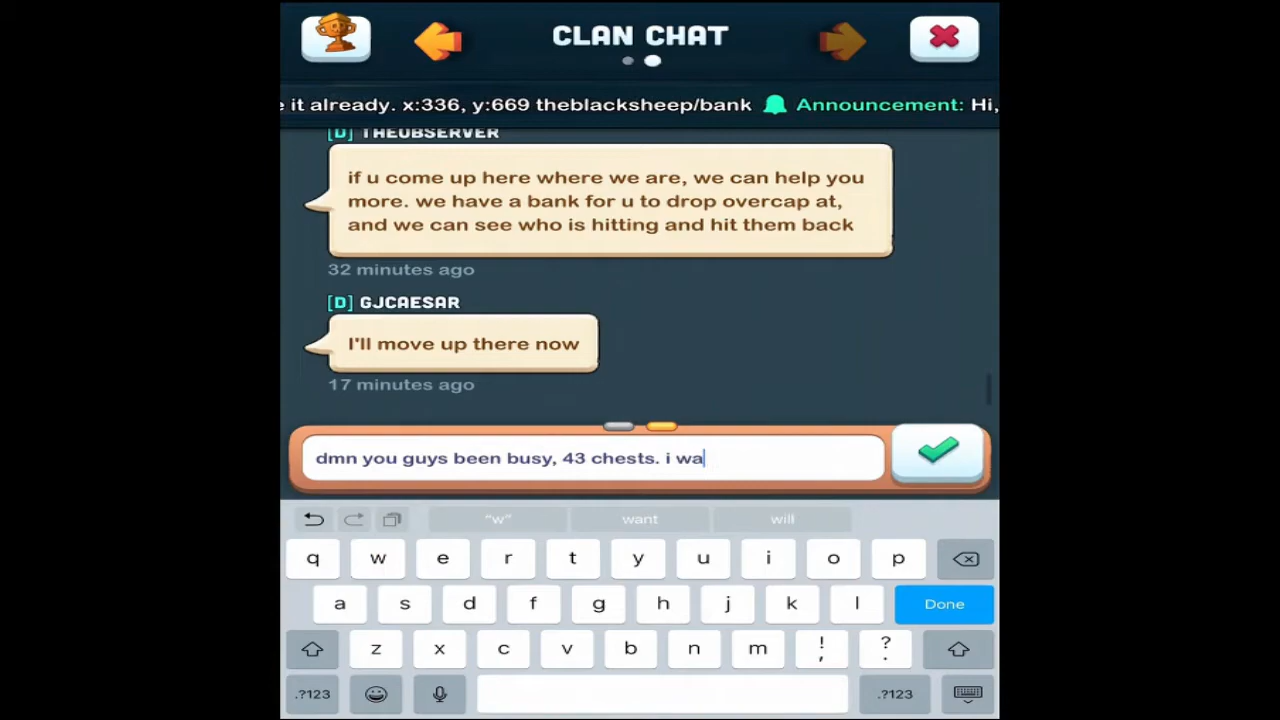 CLAN CHAT
e it already. x:336, y:669 theblacksheep/bank Announcement: Hi,
[D] THEOBSERVER
if u come up here where we are, we can help you
more. we have a bank for u to drop overcap at,
and we can see who is hitting and hit them back
32 minutes ago
[D] GJCAESAR
I'll move up there now
17 minutes ago
dmn you guys been busy, 43 chests. i wa
"w" want will
q w e r t y u i o p
a s d f g h j k l Done
z x c v b n m ! , ? .
.?123 .?123